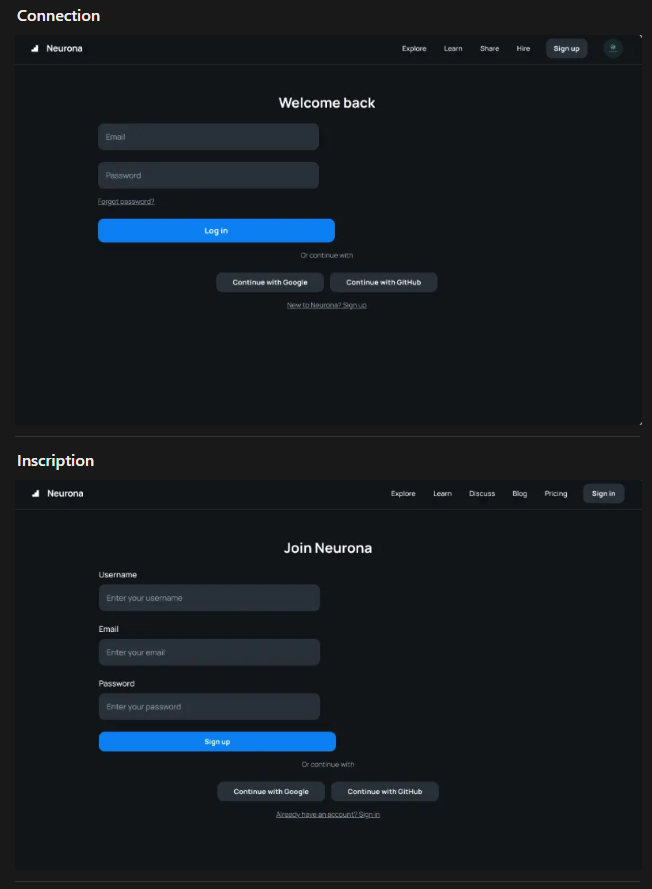 Connection
Neurona Explore Learn Share Hire Sign up
Welcome back
Email
Password
Forgot password?
Log in
Or continue with
Continue with Google Continue with GitHub
New to Neurona? Sign up
Inscription
Neurona Explore Learn Discuss Blog Pricing Sign in
Join Neurona
Username
Enter your username
Email
Enter your email
Password
Enter your password
Sign up
Or continue with
Continue with Google Continue with GitHub
Already have an account? Sign in